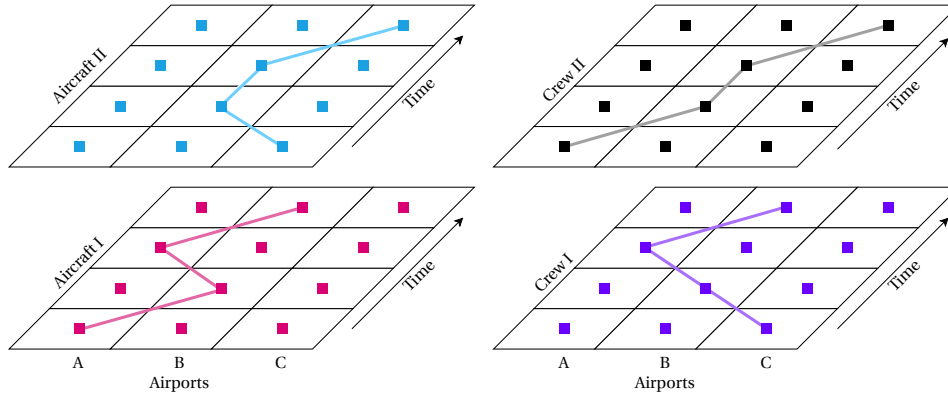 Aircraft II
Time
Crew II
Time
Aircraft I
Time
A B C
Airports
Crew I
Time
A B C
Airports